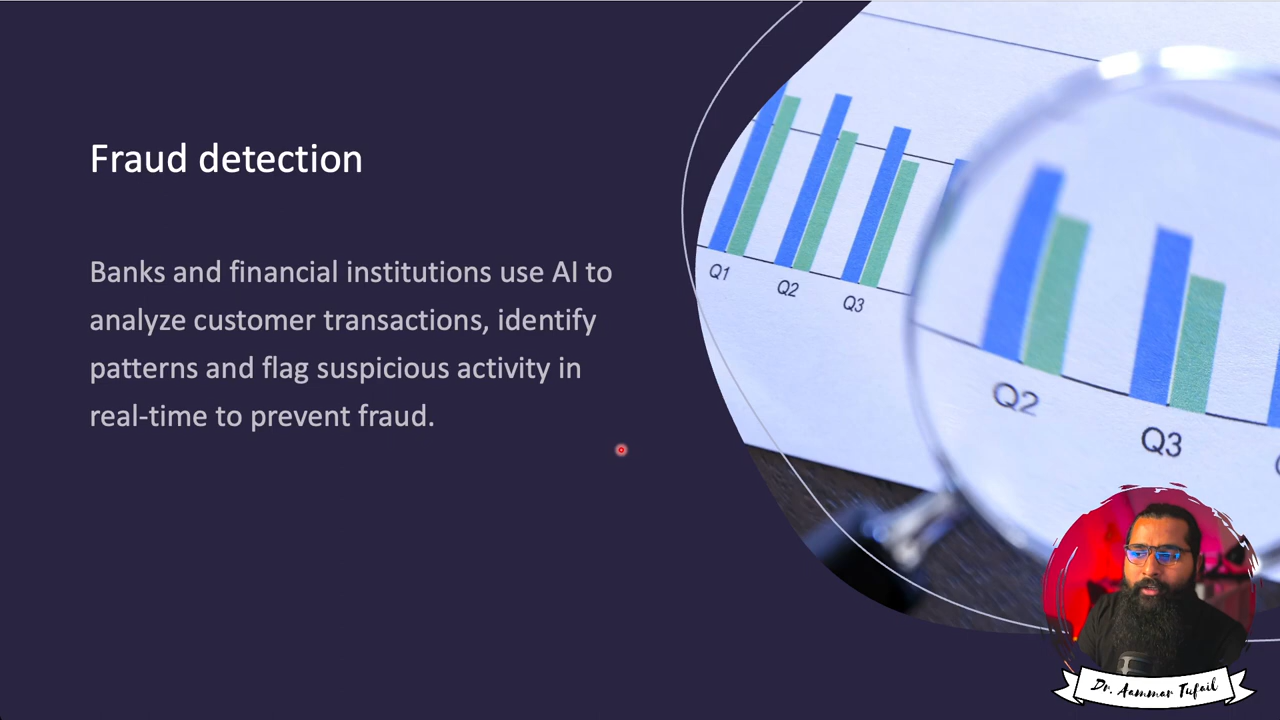 Fraud detection
Banks and financial institutions use AI to
analyze customer transactions, identify
patterns and flag suspicious activity in
real-time to prevent fraud.
Q1
Q2
Q3
Q2
Q3
Dr. Aammar Tufail